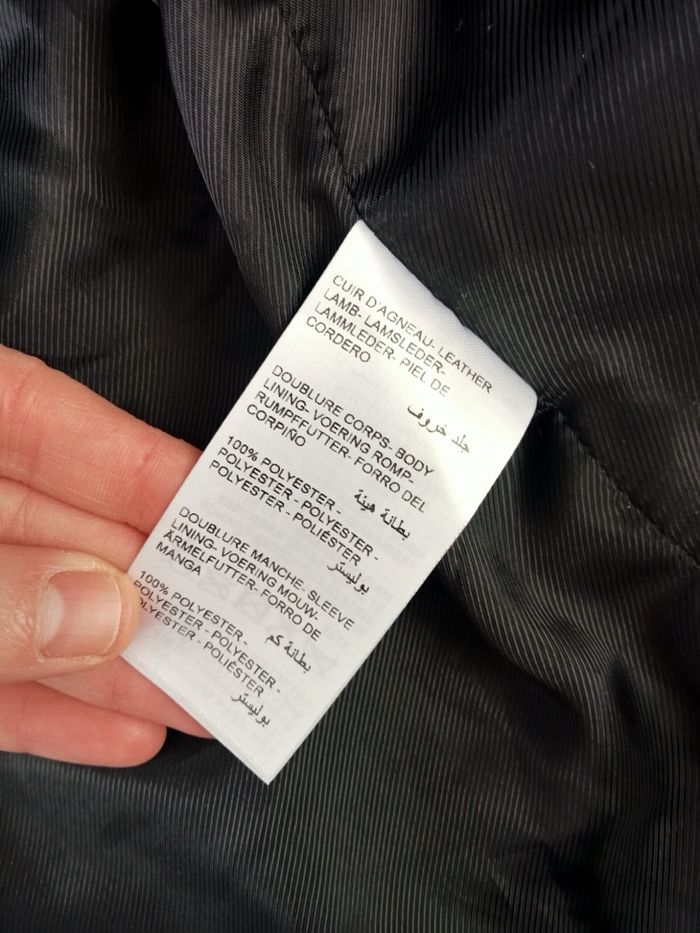 CUIR D'AGNEAU- LEATHER
LAMB- LAMSLEDER-
LAMMLEDER- PIEL DE
CORDERO
جلد خروف
DOUBLURE CORPS- BODY
LINING- VOERING ROMP-
RUMPFFUTTER- FORRO DEL
CORPIÑO
بطانة هيئة
100% POLYESTER -
POLYESTER - POLYESTER -
POLYESTER - POLIÉSTER
بوليستر
DOUBLURE MANCHE- SLEEVE
LINING- VOERING MOUW-
ÄRMELFUTTER- FORRO DE
MANGA
بطانة كم
100% POLYESTER -
POLYESTER - POLYESTER -
POLYESTER - POLIÉSTER
بوليستر